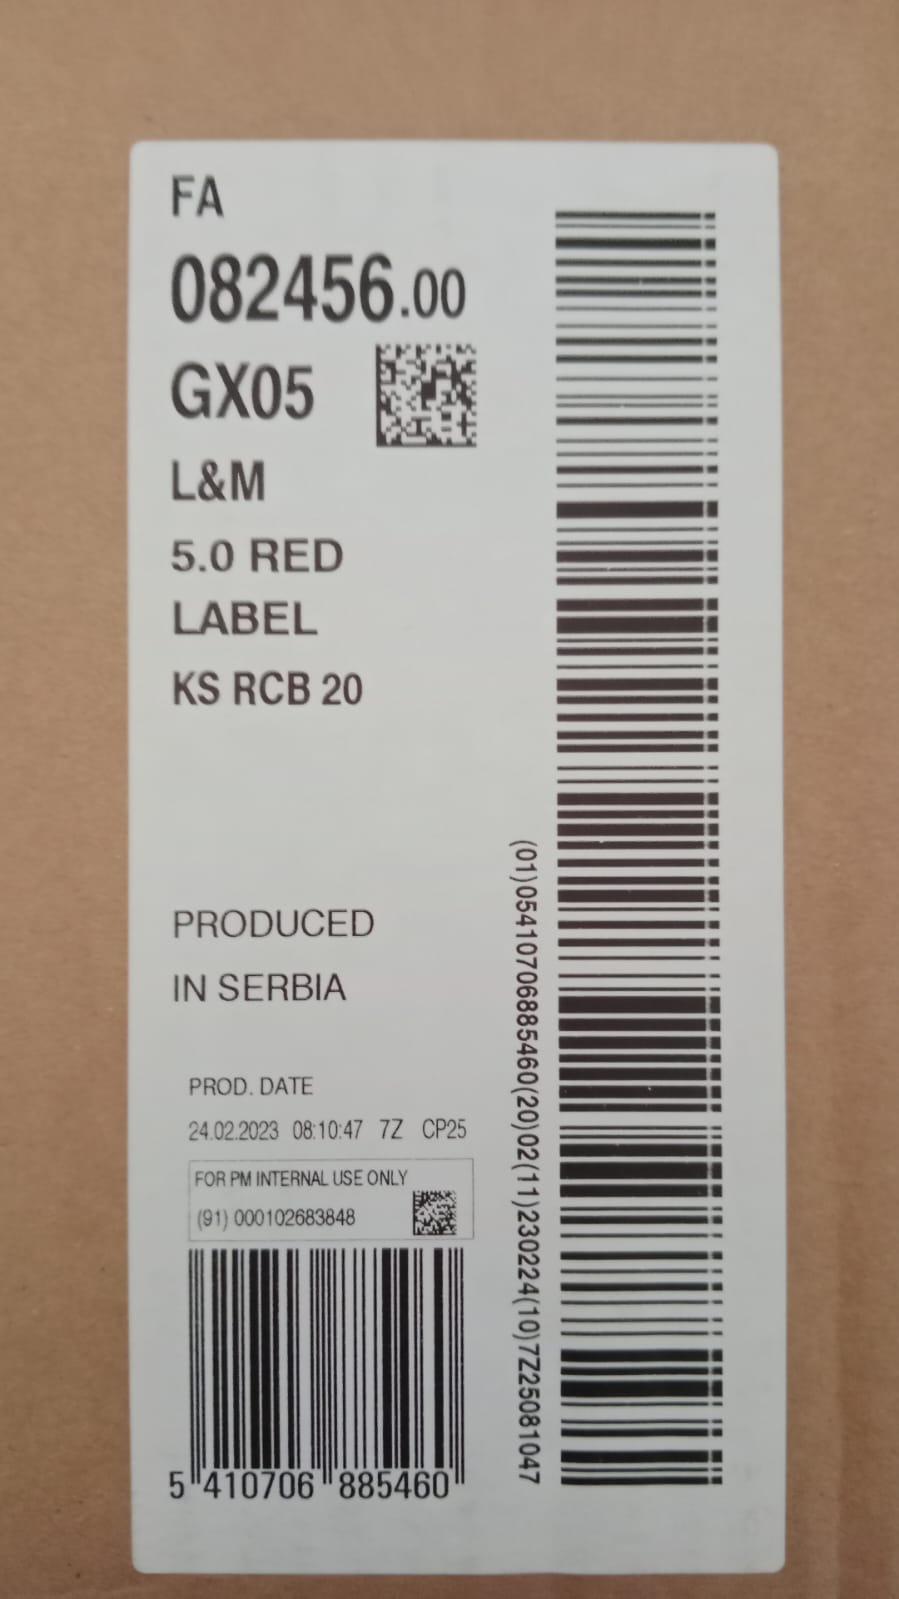 FA
082456.00
GX05
L&M
5.0 RED
LABEL
KS RCB 20
PRODUCED
IN SERBIA
PROD. DATE
24.02.2023 08:10:47 7Z CP25
FOR PM INTERNAL USE ONLY
(91) 000102683848
5 410706 885460
(01)05410706885460(20)02(11)230224(10)7Z25081047